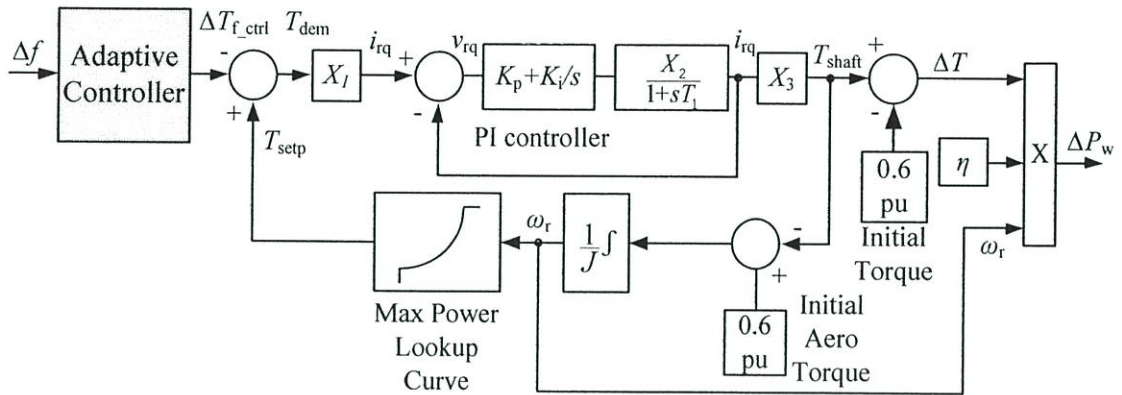 Δf
Adaptive
Controller
ΔT_f_ctrl
-
+
T_dem
X_1
i_rq
+
-
v_rq
K_p+K_i/s
PI controller
X_2
1+sT_1
i_rq
X_3
T_shaft
+
-
ΔT
0.6
pu
Initial
Torque
η
X
ΔP_w
ω_r
T_setp
Max Power
Lookup
Curve
ω_r
1
J
∫
-
+
0.6
pu
Initial
Aero
Torque